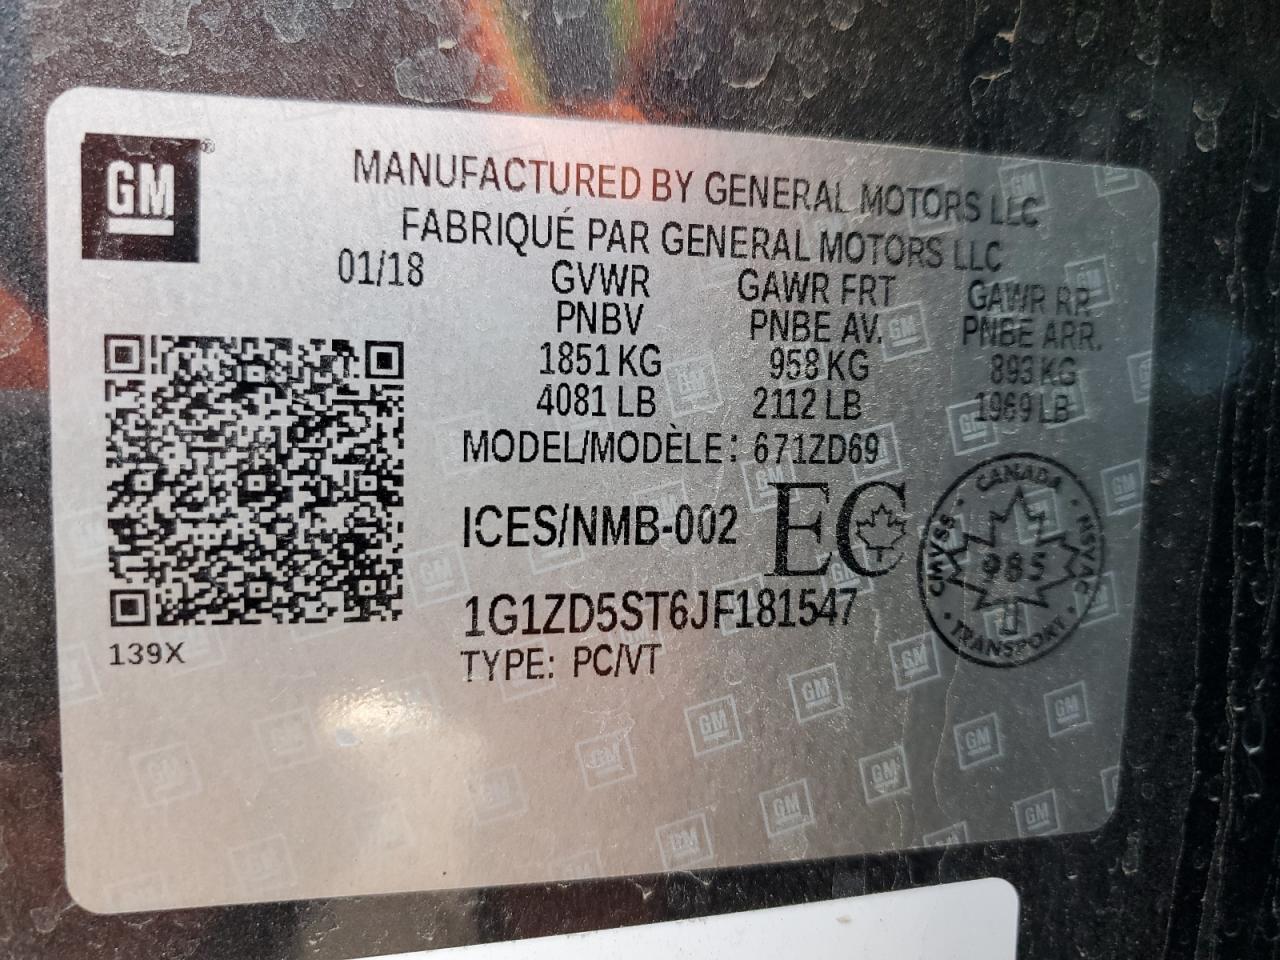 GM®
MANUFACTURED BY GENERAL MOTORS LLC
FABRIQUÉ PAR GENERAL MOTORS LLC
01/18 GVWR GAWR FRT GAWR RR
PNBV PNBE AV. PNBE ARR.
1851 KG 958 KG 893 KG
4081 LB 2112 LB 1969 LB
MODEL/MODÈLE: 671ZD69
ICES/NMB-002 EC
CANADA
CMVSS NSVAC
985
TRANSPORT
1G1ZD5ST6JF181547
139X
TYPE: PC/VT